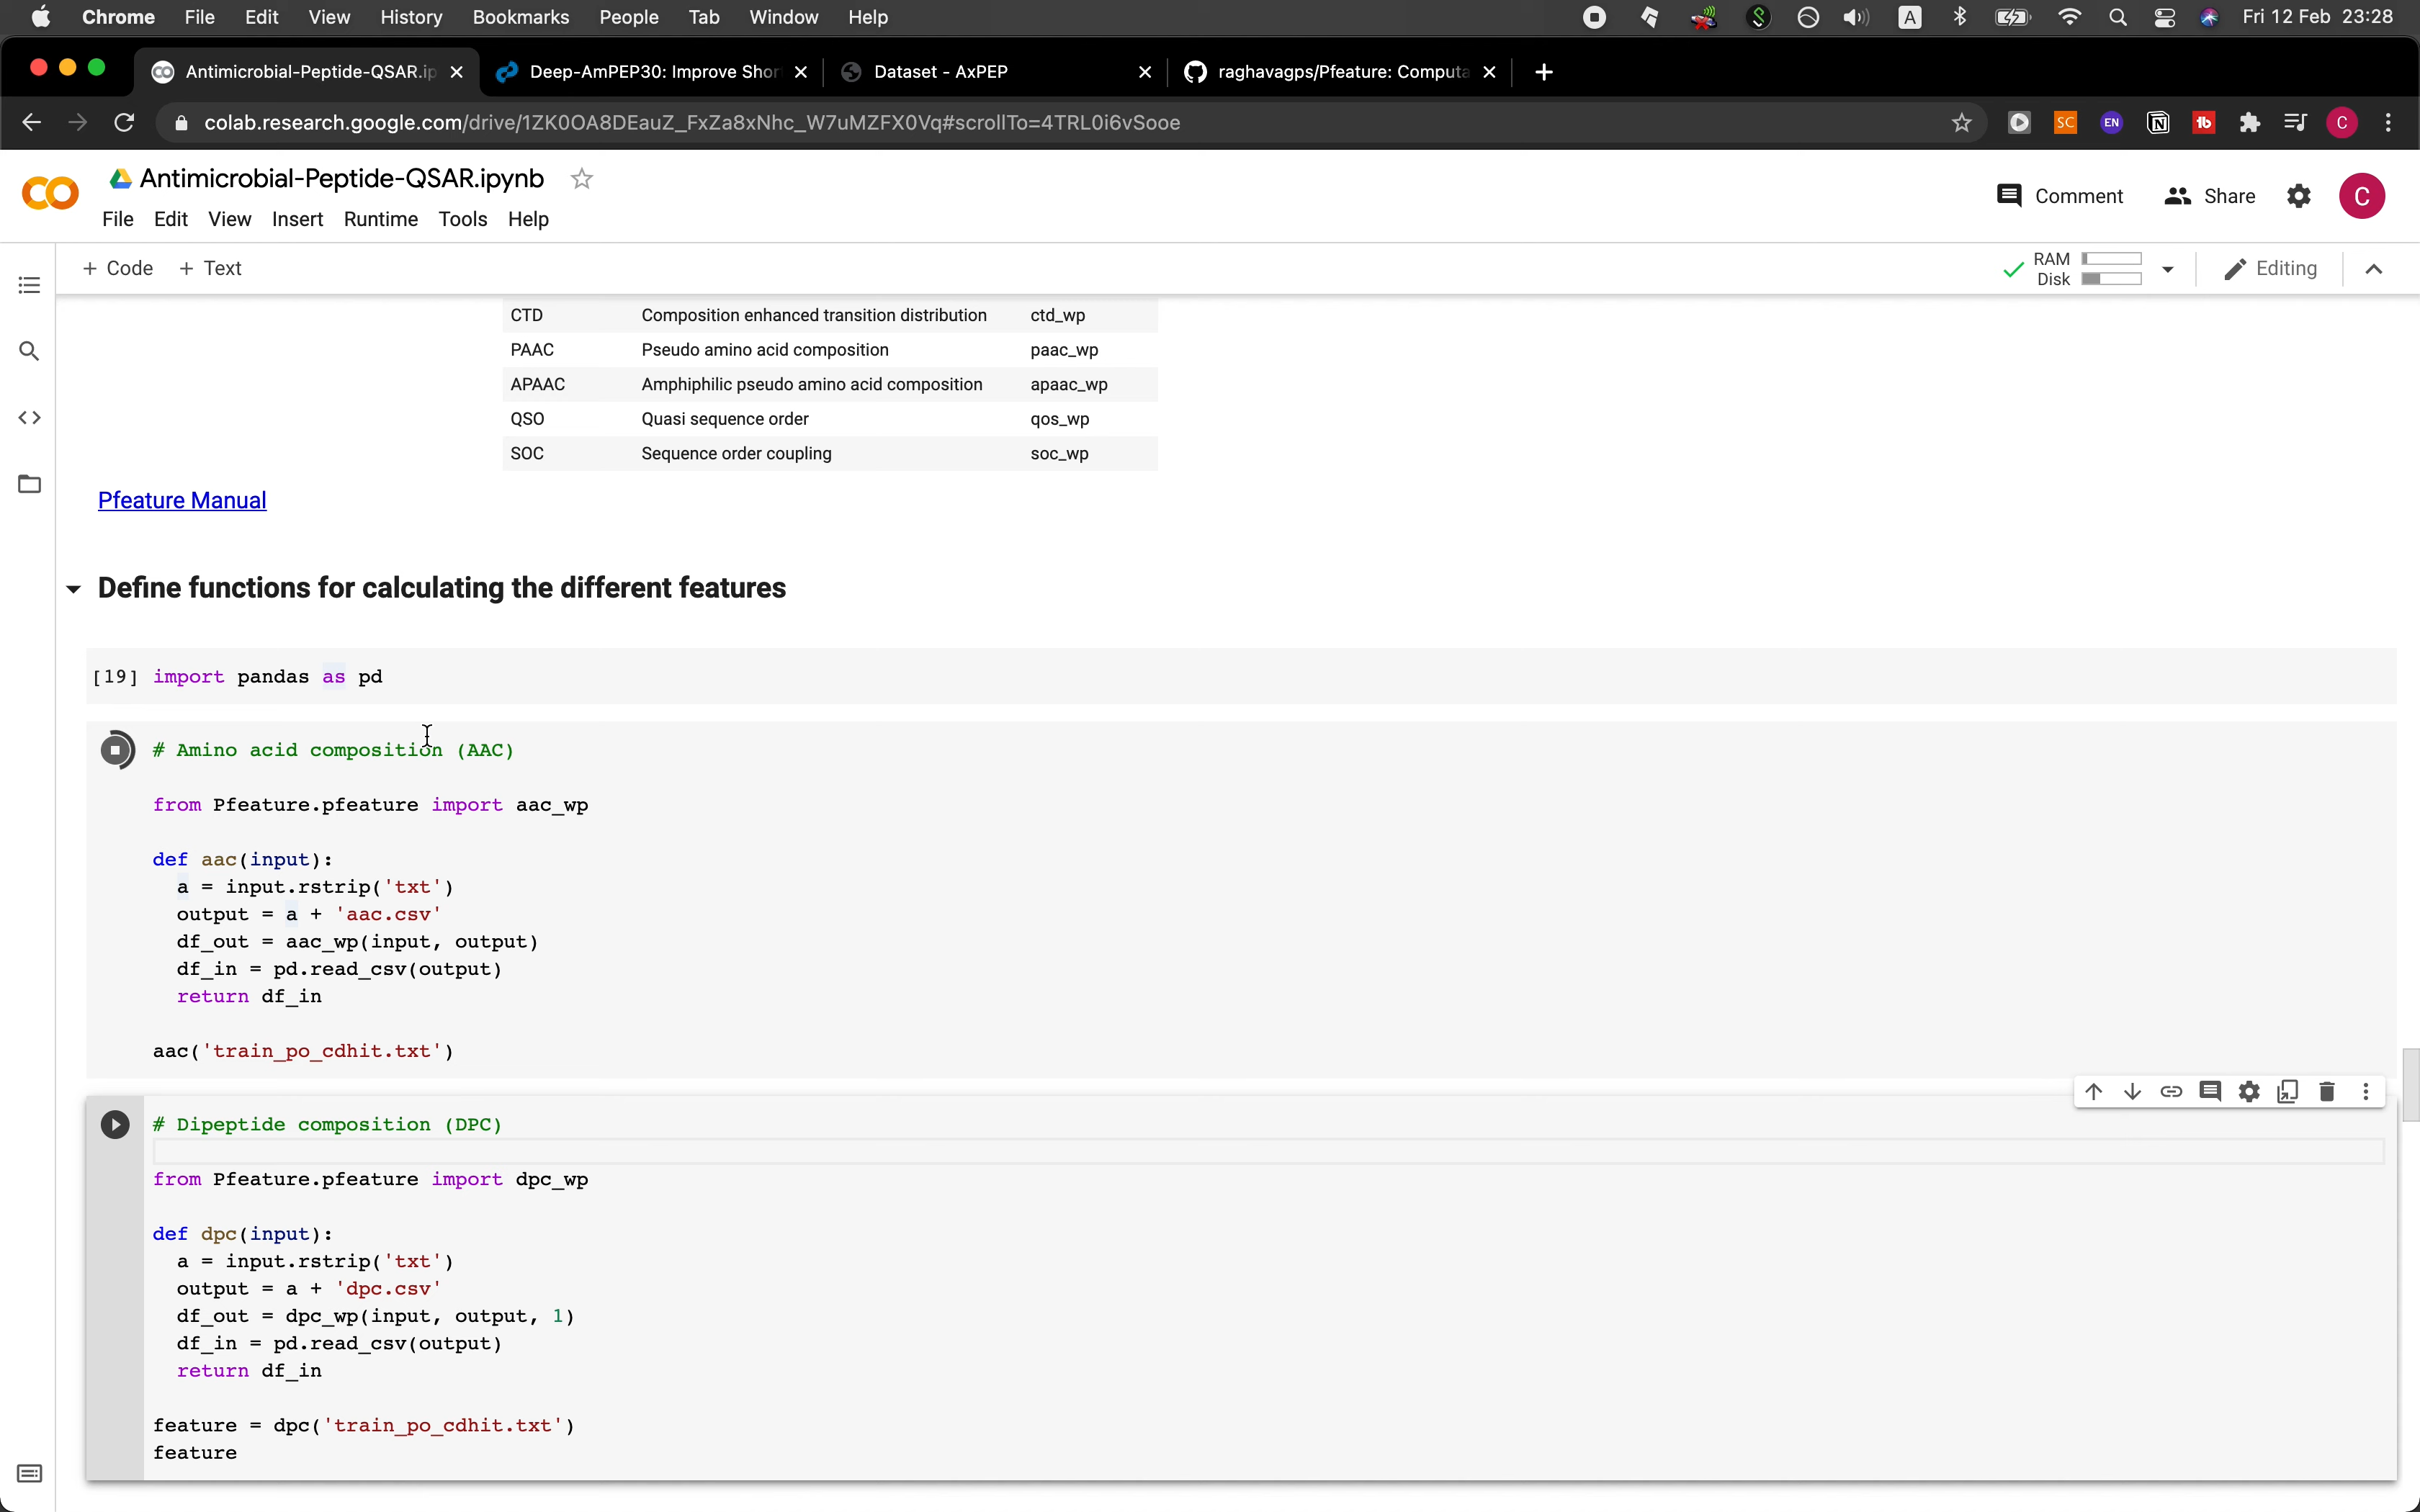 Chrome File Edit View History Bookmarks People Tab Window Help A Fri 12 Feb 23:28
Antimicrobial-Peptide-QSAR.ip Deep-AmPEP30: Improve Shor Dataset - AxPEP raghavagps/Pfeature: Computa
colab.research.google.com/drive/1ZK0OA8DEauZ_FxZa8xNhc_W7uMZFX0Vq#scrollTo=4TRL0i6vSooe SC EN C
Antimicrobial-Peptide-QSAR.ipynb
Comment Share C
File Edit View Insert Runtime Tools Help
+ Code + Text RAM Disk Editing
CTD Composition enhanced transition distribution ctd_wp
PAAC Pseudo amino acid composition paac_wp
APAAC Amphiphilic pseudo amino acid composition apaac_wp
QSO Quasi sequence order qos_wp
SOC Sequence order coupling soc_wp
Pfeature Manual
Define functions for calculating the different features
[19] import pandas as pd
# Amino acid composition (AAC)
from Pfeature.pfeature import aac_wp
def aac(input):
a = input.rstrip('txt')
output = a + 'aac.csv'
df_out = aac_wp(input, output)
df_in = pd.read_csv(output)
return df_in
aac('train_po_cdhit.txt')
# Dipeptide composition (DPC)
from Pfeature.pfeature import dpc_wp
def dpc(input):
a = input.rstrip('txt')
output = a + 'dpc.csv'
df_out = dpc_wp(input, output, 1)
df_in = pd.read_csv(output)
return df_in
feature = dpc('train_po_cdhit.txt')
feature